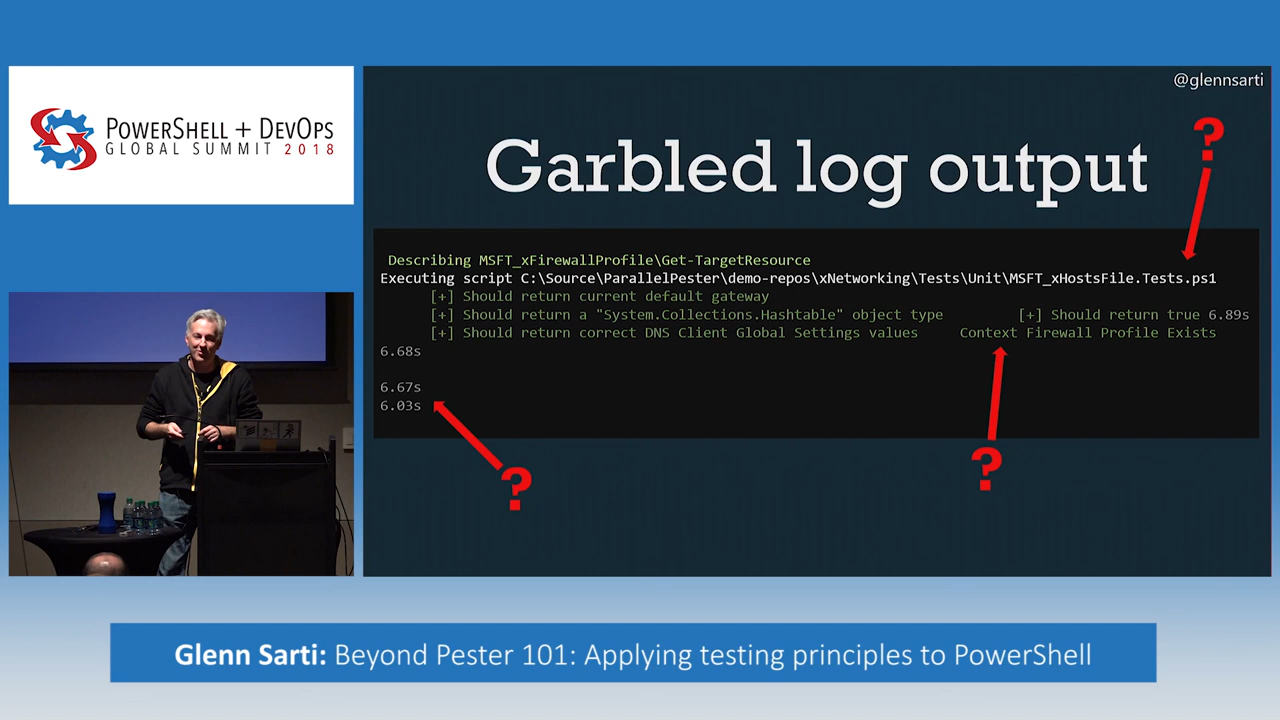 POWERSHELL + DEVOPS
GLOBAL SUMMIT 2018
@glennsarti
?
Garbled log output
Describing MSFT_xFirewallProfile\Get-TargetResource
Executing script C:\Source\ParallelPester\demo-repos\xNetworking\Tests\Unit\MSFT_xHostsFile.Tests.ps1
[+] Should return current default gateway
[+] Should return a "System.Collections.Hashtable" object type [+] Should return true 6.89s
[+] Should return correct DNS Client Global Settings values Context Firewall Profile Exists
6.68s
6.67s
6.03s
?
?
Glenn Sarti: Beyond Pester 101: Applying testing principles to PowerShell